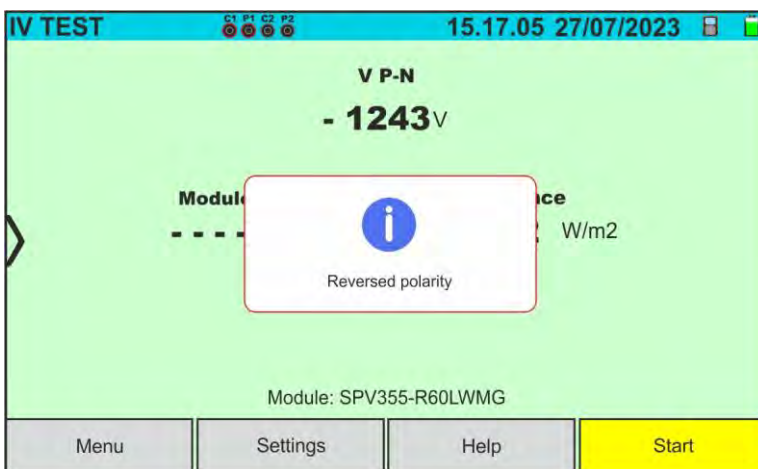 IV TEST C1 P1 C2 P2 15.17.05 27/07/2023
V P-N
- 1243 V
W/m2
Reversed polarity
Module: SPV355-R60LWMG
Menu Settings Help Start